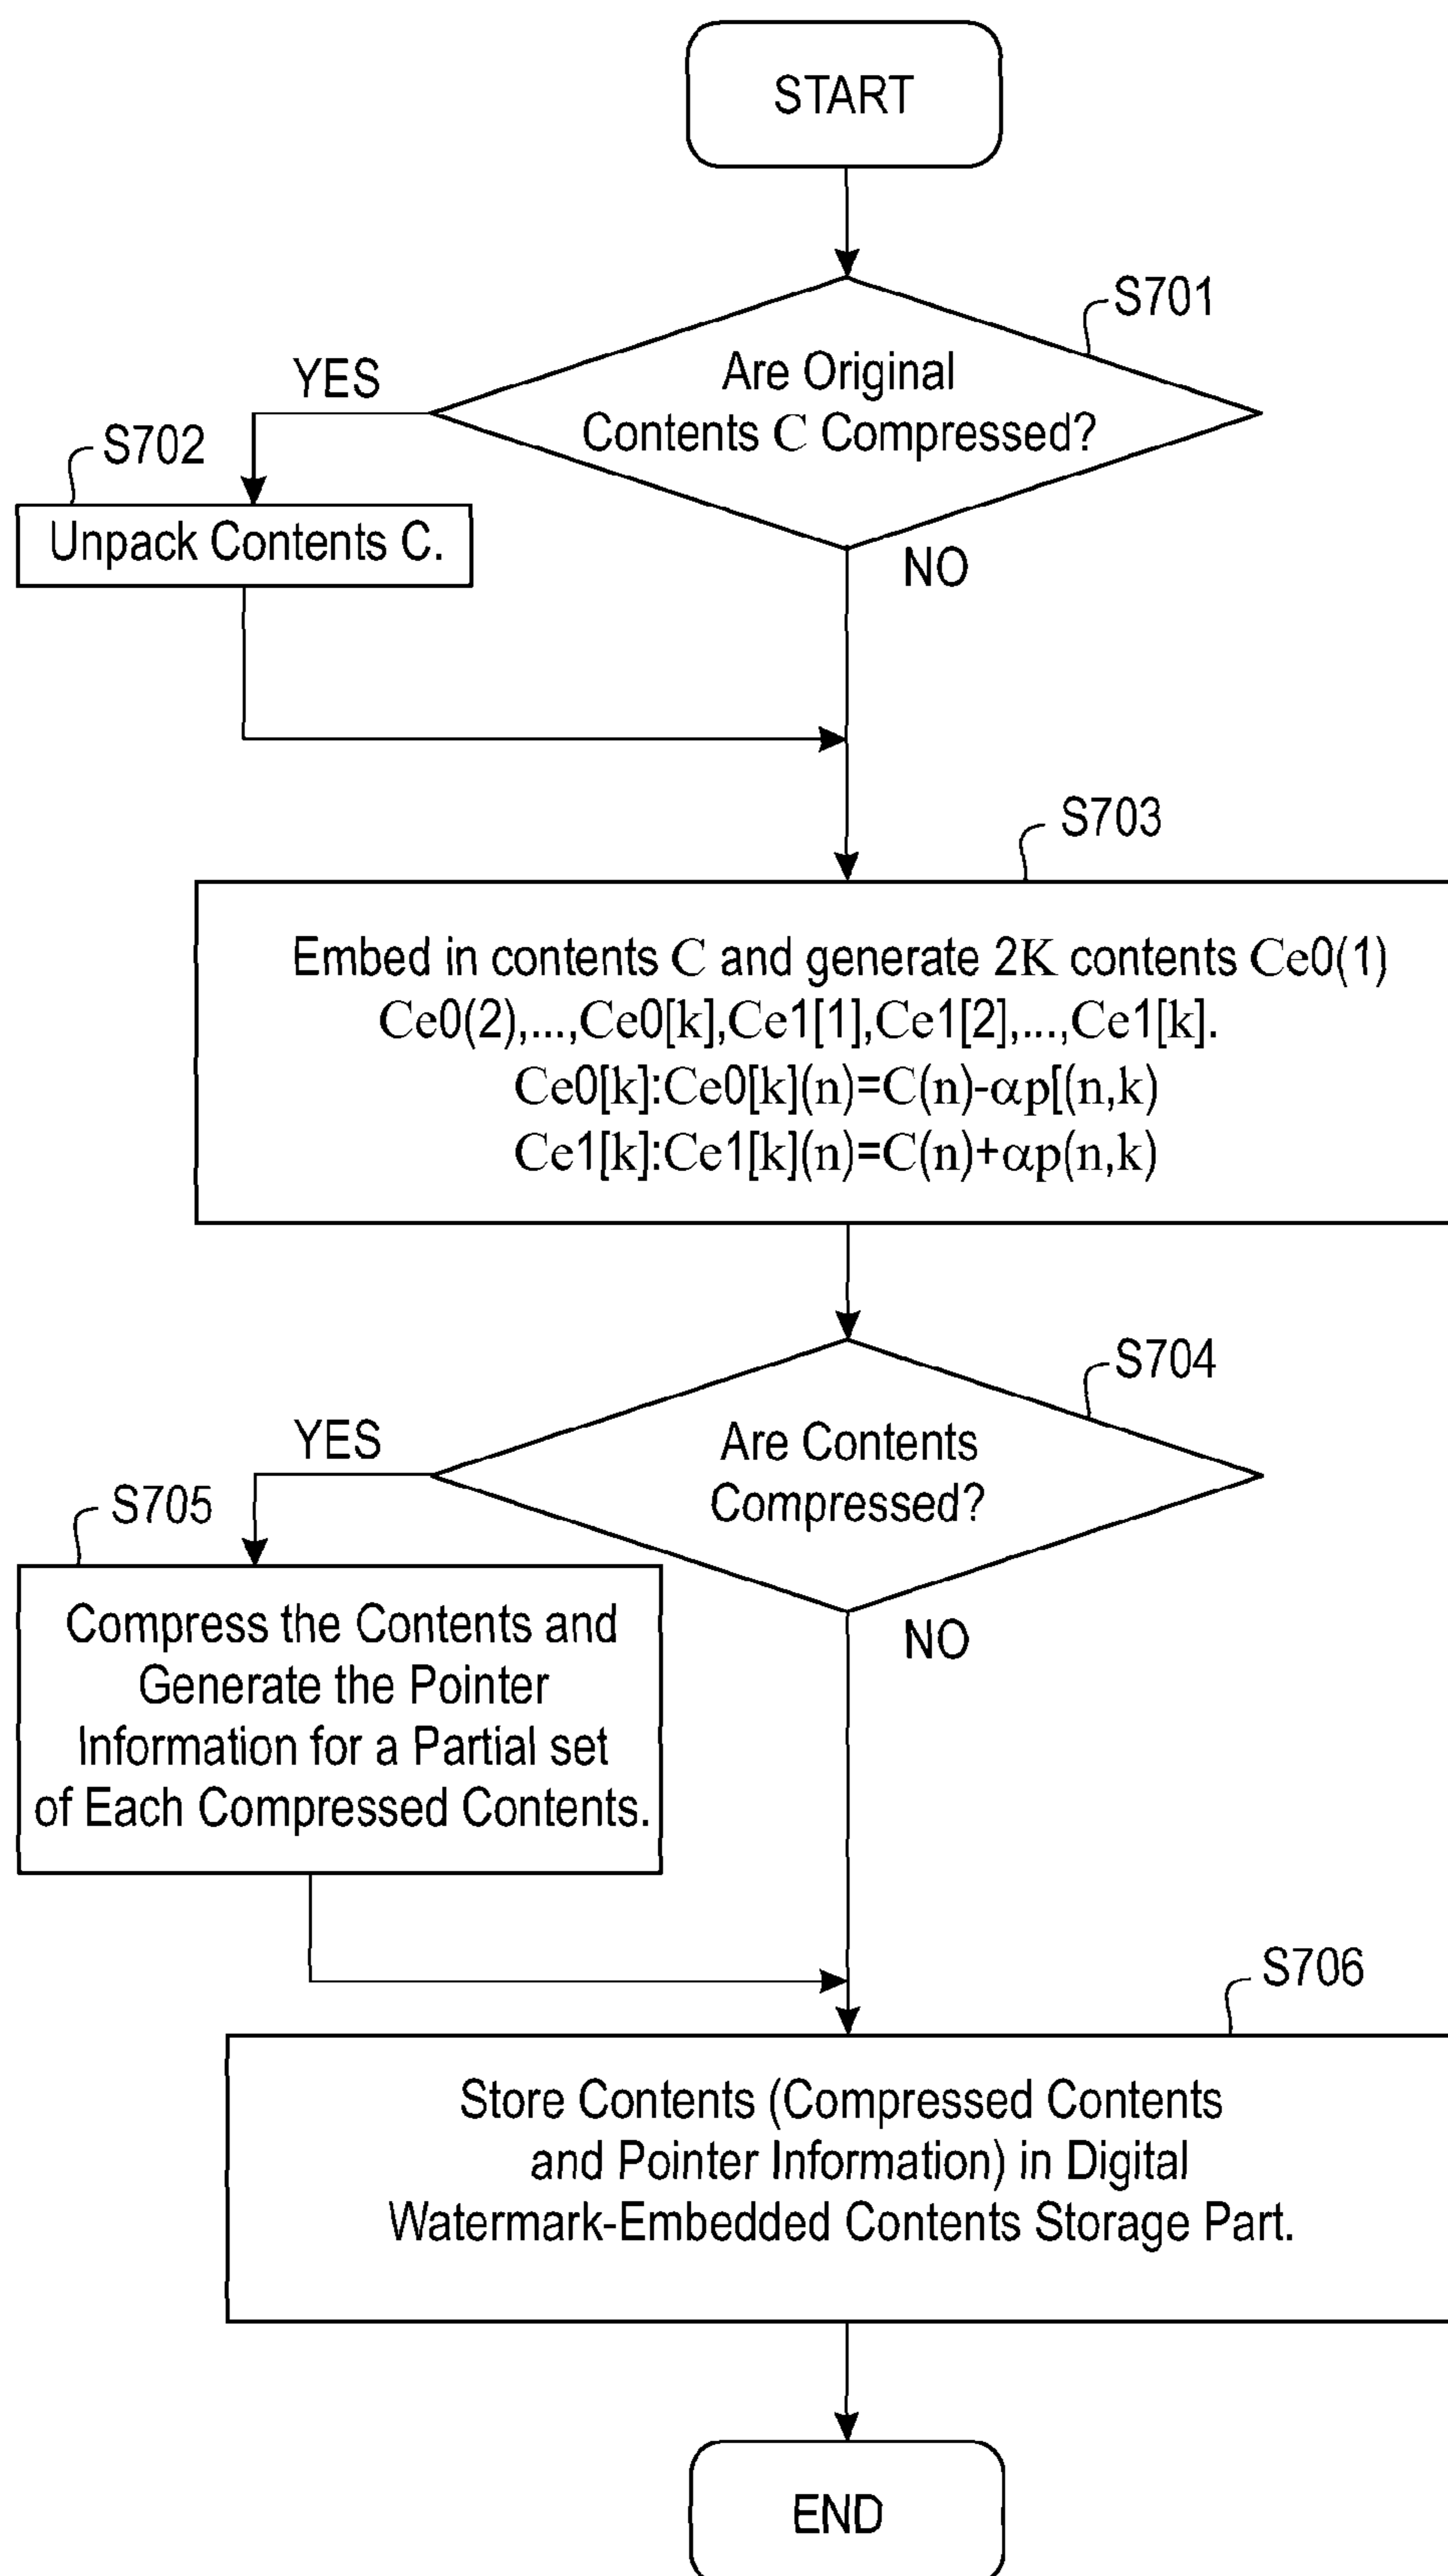 START
S701
Are Original
Contents C Compressed?
YES
S702
Unpack Contents C.
NO
S703
Embed in contents C and generate 2K contents Ce0(1)
Ce0(2),...,Ce0[k],Ce1[1],Ce1[2],...,Ce1[k].
Ce0[k]:Ce0[k](n)=C(n)-αp[(n,k)
Ce1[k]:Ce1[k](n)=C(n)+αp(n,k)
S704
Are Contents
Compressed?
YES
S705
Compress the Contents and
Generate the Pointer
Information for a Partial set
of Each Compressed Contents.
NO
S706
Store Contents (Compressed Contents
and Pointer Information) in Digital
Watermark-Embedded Contents Storage Part.
END